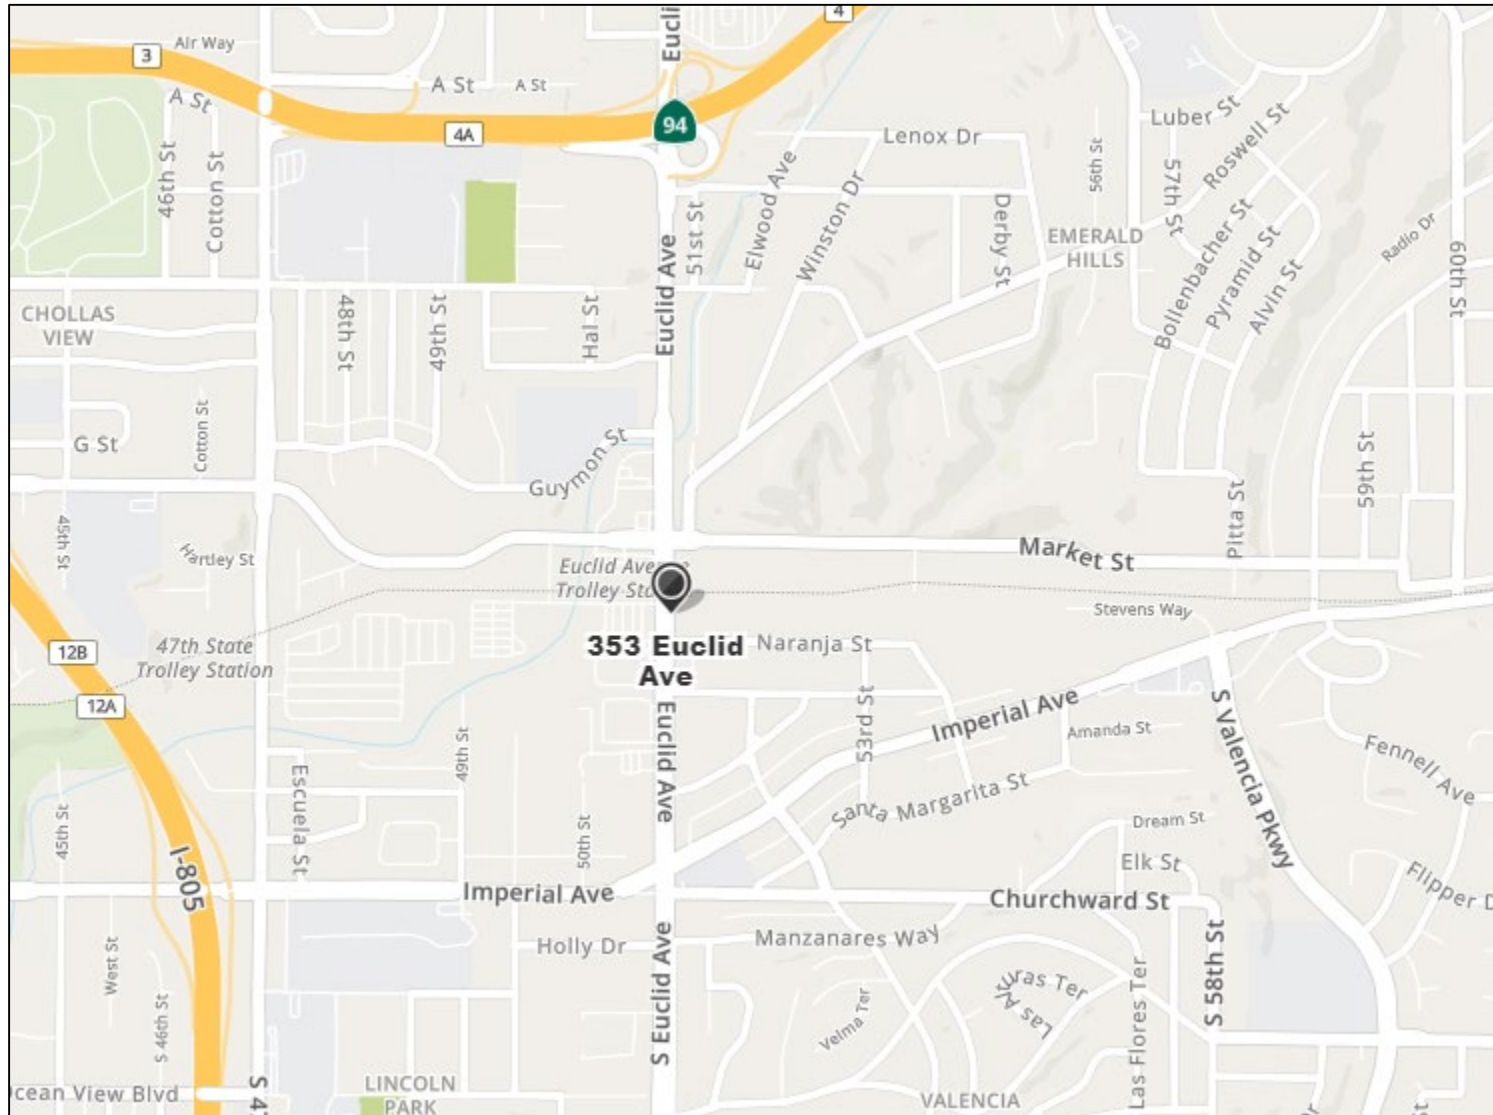 Eucli
4
3
Air Way
A St
A St
A St
4A
94
Luber St
Lenox Dr
Roswell St
46th St
Cotton St
51st St
Elwood Ave
Winston Dr
Derby St
56th St
57th St
EMERALD
HILLS
Bollenbacher St
Pyramid St
Alvin St
Radio Dr
60th St
Euclid Ave
CHOLLAS
VIEW
48th St
49th St
Hal St
G St
Cotton St
Guymon St
59th St
Pitta St
45th St
Hartley St
Market St
Euclid Ave
Trolley Sta
Stevens Way
353 Euclid
Ave
Naranja St
12B
47th State
Trolley Station
12A
53rd St
Imperial Ave
Amanda St
S Valencia Pkwy
Fennell Ave
Euclid Ave
49th St
Escuela St
Santa Margarita St
Dream St
45th St
50th St
Elk St
I-805
Imperial Ave
Churchward St
Flipper D
Holly Dr
Manzanares Way
S 58th St
West St
S 46th St
S Euclid Ave
Velma Ter
Las Flores Ter
cean View Blvd
S 4
LINCOLN
PARK
VALENCIA